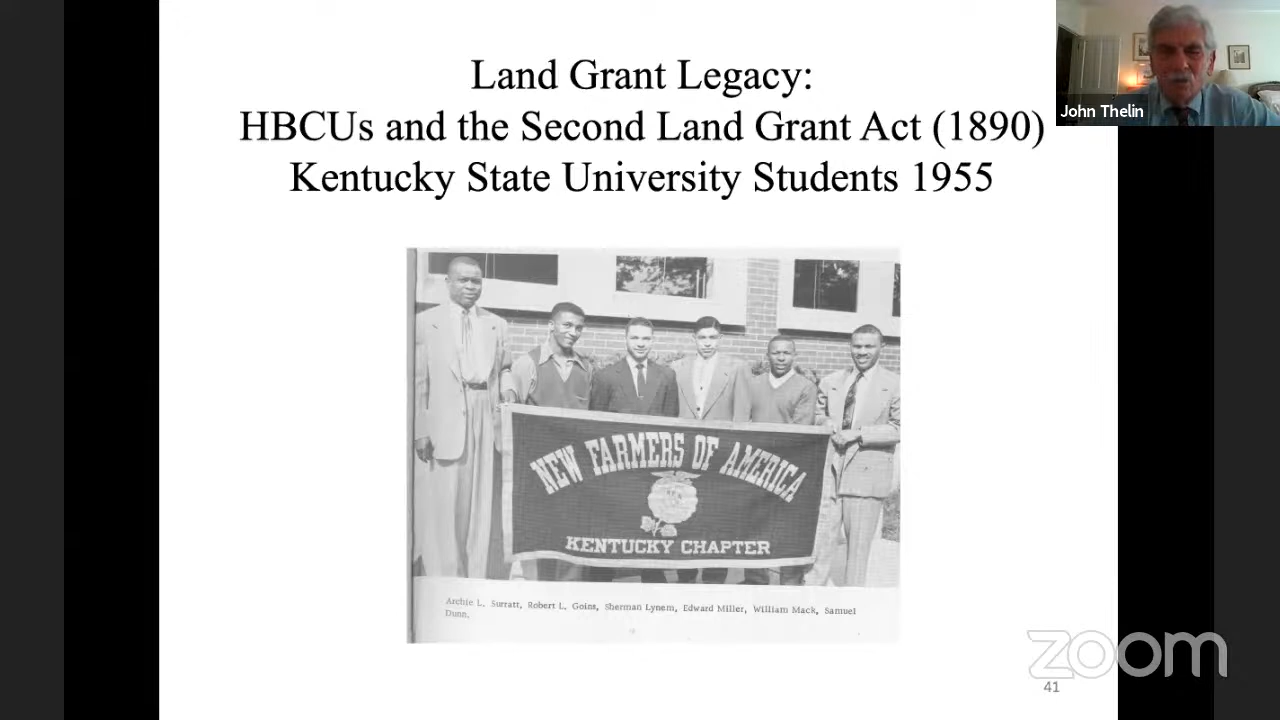 Land Grant Legacy:
HBCUs and the Second Land Grant Act (1890)
Kentucky State University Students 1955
John Thelin
NEW FARMERS OF AMERICA
KENTUCKY CHAPTER
Archie L. Surratt, Robert L. Goins, Sherman Lynem, Edward Miller, William Mack, Samuel
Dunn.
zoom
41